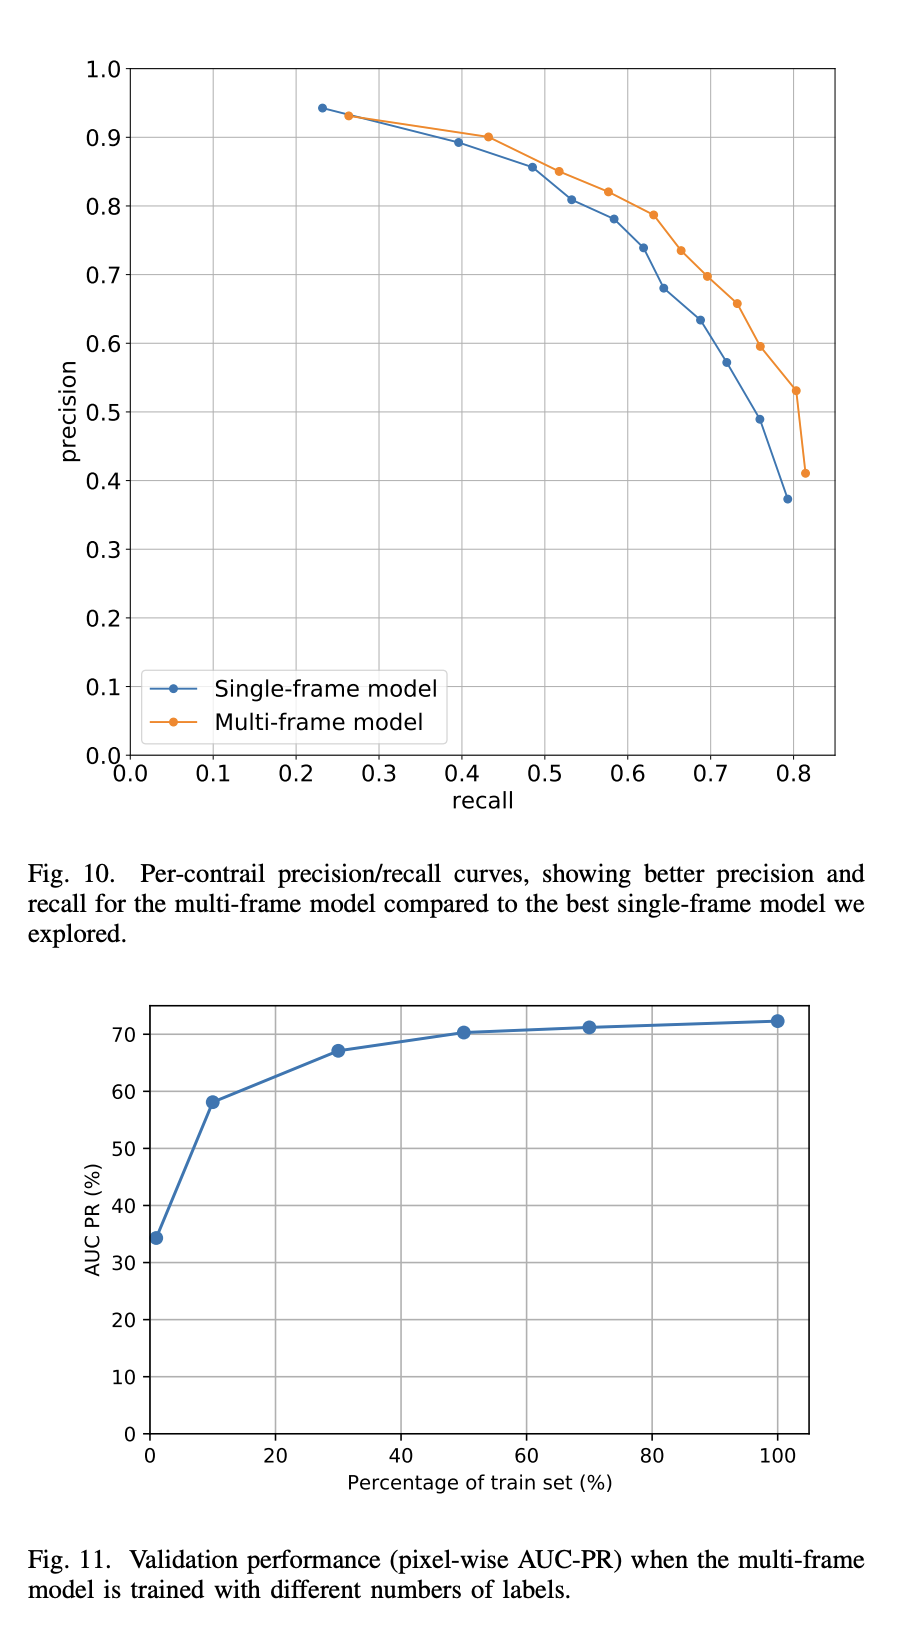 1.0
0.9
0.8
0.7
0.6
0.5
0.4
0.3
0.2
0.1
0.0
precision
Single-frame model
Multi-frame model
0.0 0.1 0.2 0.3 0.4 0.5 0.6 0.7 0.8
recall
Fig. 10. Per-contrail precision/recall curves, showing better precision and
recall for the multi-frame model compared to the best single-frame model we
explored.
70
60
50
40
30
20
10
0
AUC PR (%)
0 20 40 60 80 100
Percentage of train set (%)
Fig. 11. Validation performance (pixel-wise AUC-PR) when the multi-frame
model is trained with different numbers of labels.